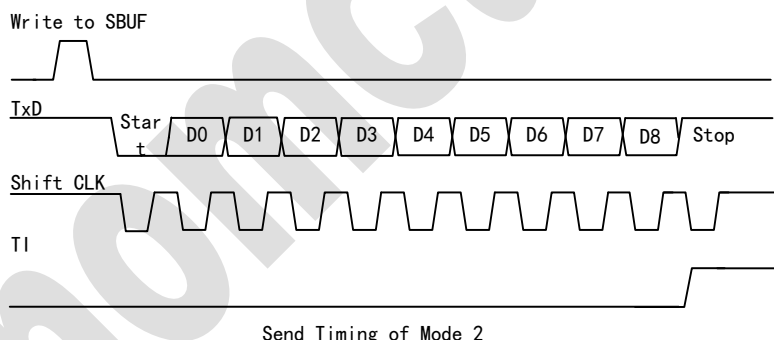 Write to SBUF
TxD
Star
t
D0 D1 D2 D3 D4 D5 D6 D7 D8 Stop
Shift CLK
TI
Send Timing of Mode 2